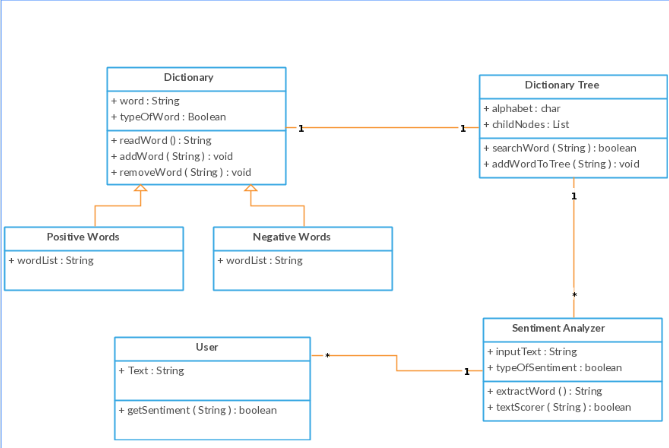 Dictionary
+ word : String
+ typeOfWord : Boolean
+ readWord () : String
+ addWord ( String ) : void
+ removeWord ( String ) : void
1
1
Dictionary Tree
+ alphabet : char
+ childNodes : List
+ searchWord ( String ) : boolean
+ addWordToTree ( String ) : void
1
*
Positive Words
+ wordList : String
Negative Words
+ wordList : String
Sentiment Analyzer
+ inputText : String
+ typeOfSentiment : boolean
+ extractWord ( ) : String
+ textScorer ( String ) : boolean
User
+ Text : String
+ getSentiment ( String ) : boolean
*
1